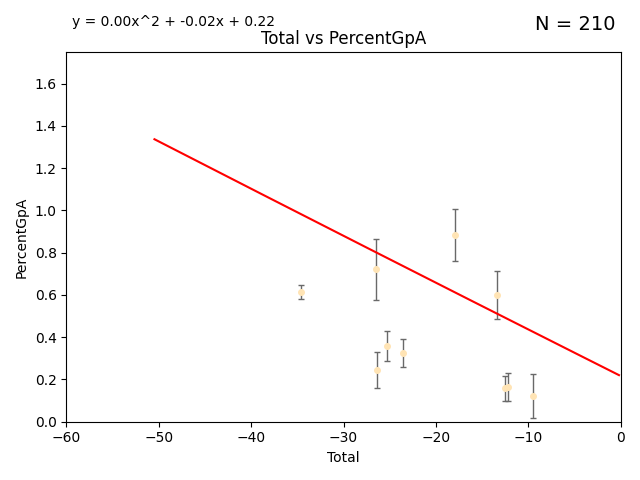 y = 0.00x^2 + -0.02x + 0.22
N = 210
Total vs PercentGpA
PercentGpA
1.6
1.4
1.2
1.0
0.8
0.6
0.4
0.2
0.0
−60 −50 −40 −30 −20 −10 0
Total